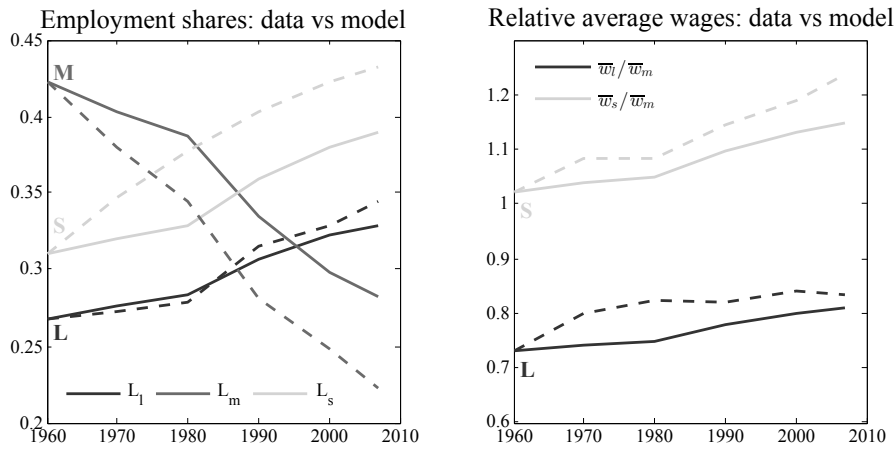 Employment shares: data vs model
0.45
0.4
0.35
0.3
0.25
0.2
M
S
L
L_l L_m L_s
1960 1970 1980 1990 2000 2010
Relative average wages: data vs model
1.2
1.1
1
0.9
0.8
0.7
0.6
w̅_l/w̅_m
w̅_s/w̅_m
S
L
1960 1970 1980 1990 2000 2010